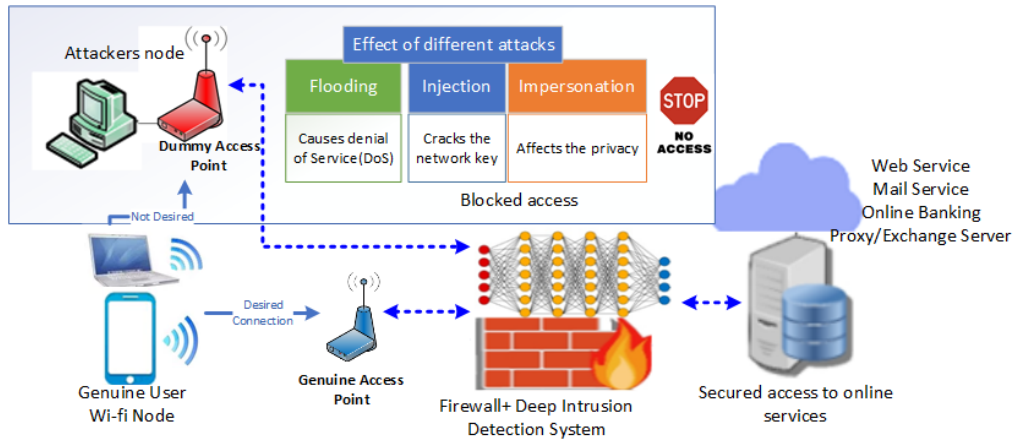 Attackers node
Dummy Access
Point
Effect of different attacks
Flooding
Injection
Impersonation
Causes denial
of Service(DoS)
Cracks the
network key
Affects the privacy
STOP
NO
ACCESS
Blocked access
Not Desired
Web Service
Mail Service
Online Banking
Proxy/Exchange Server
Desired
Connection
Genuine User
Wi-fi Node
Genuine Access
Point
Firewall+ Deep Intrusion
Detection System
Secured access to online
services